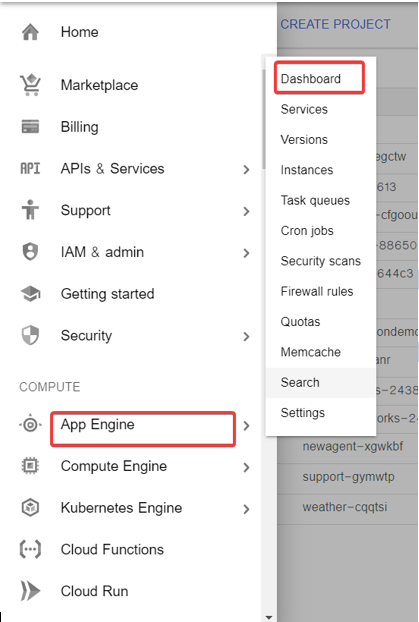 Home
Marketplace
Billing
API APIs & Services
Support
IAM & admin
Getting started
Security
COMPUTE
App Engine
Compute Engine
Kubernetes Engine
Cloud Functions
Cloud Run
Dashboard
Services
Versions
Instances
Task queues
Cron jobs
Security scans
Firewall rules
Quotas
Memcache
Search
Settings
CREATE PROJECT
egctw
613
-cfgoou
-88650
644c3
ondemo
anr
s-2438
orks-24
newagent-xgwkbf
support-gymwtp
weather-cqqtsi